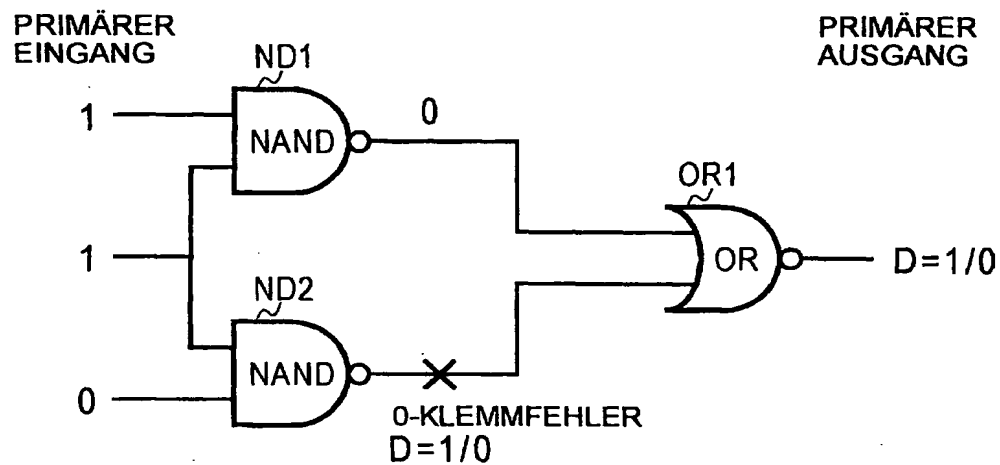 PRIMÄRER
EINGANG
PRIMÄRER
AUSGANG
ND1
1
NAND
0
OR1
1
OR
D=1/0
ND2
NAND
0
0-KLEMMFEHLER
D=1/0